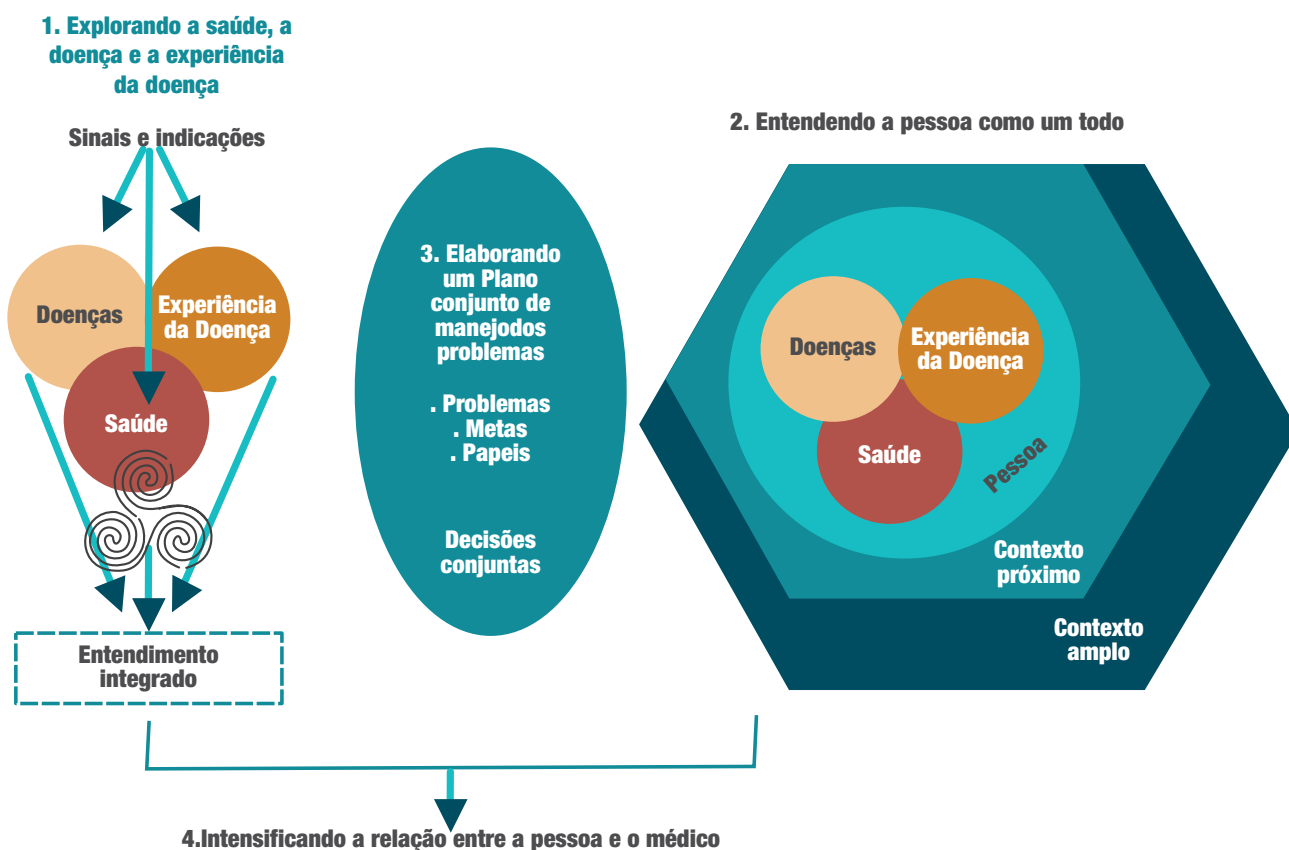 1. Explorando a saúde, a
doença e a experiência
da doença
Sinais e indicações
Doenças
Experiência
da Doença
Saúde
Entendimento
integrado
3. Elaborando
um Plano
conjunto de
manejodos
problemas
. Problemas
. Metas
. Papeis
Decisões
conjuntas
2. Entendendo a pessoa como um todo
Doenças
Experiência
da Doença
Saúde
Pessoa
Contexto
próximo
Contexto
amplo
4.Intensificando a relação entre a pessoa e o médico